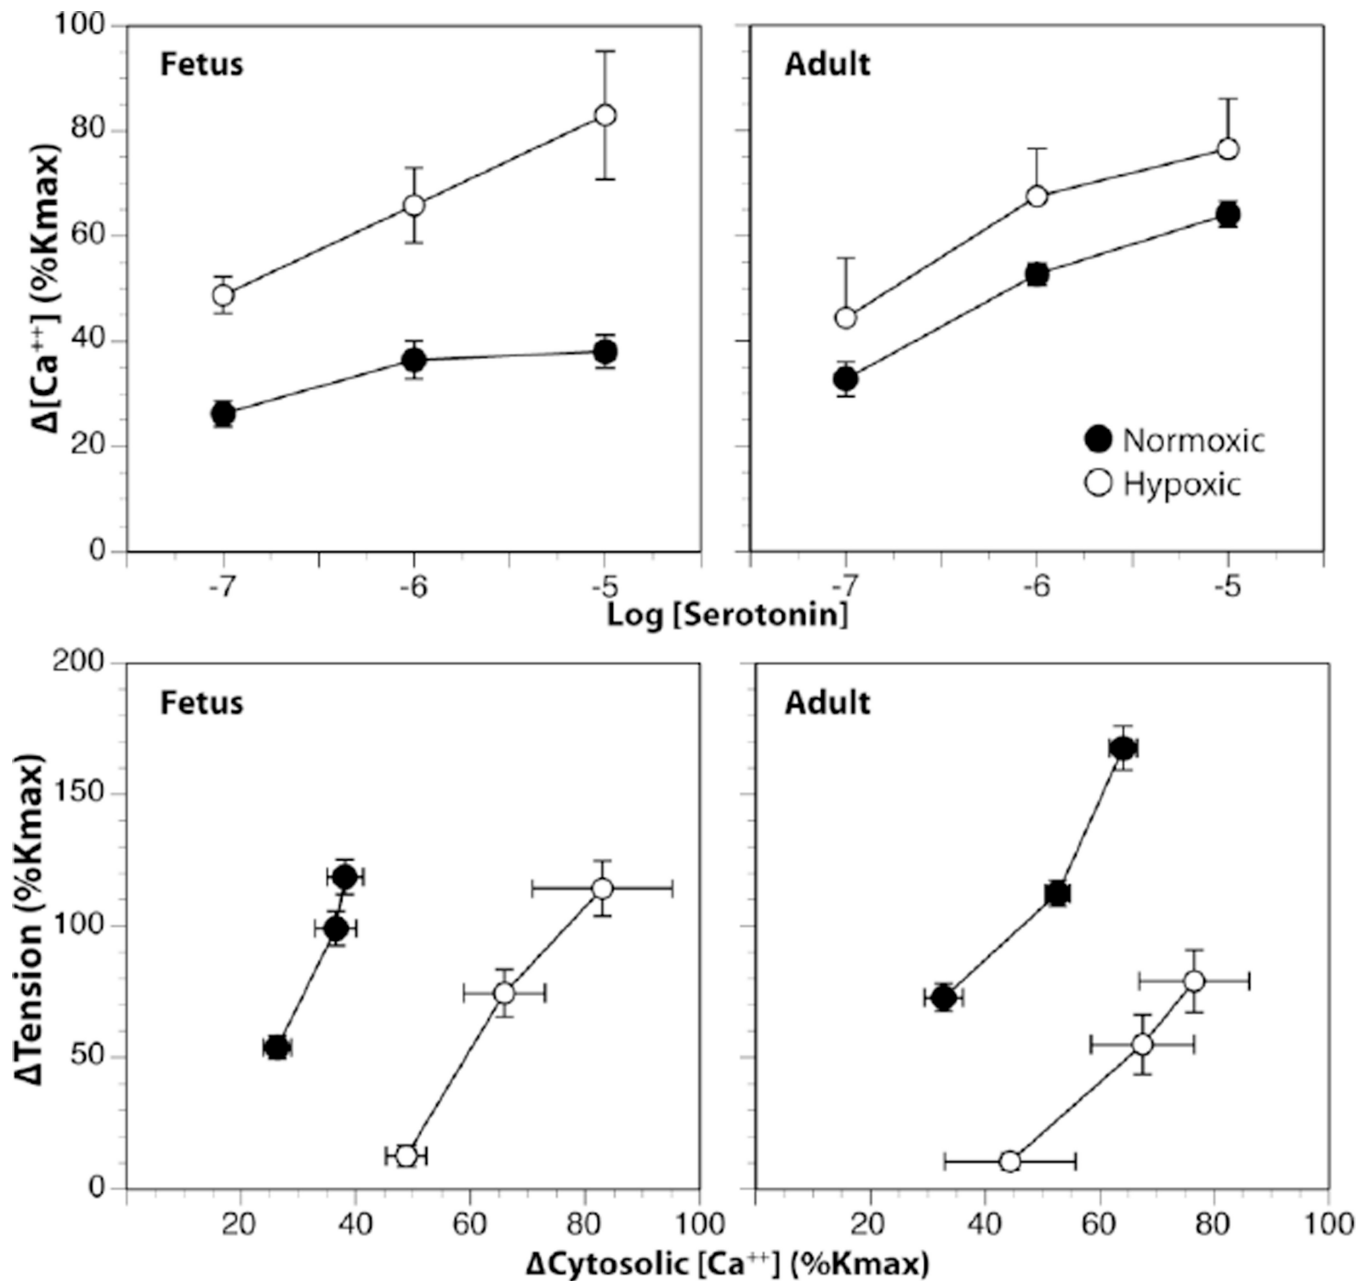 Fetus
Adult
Δ[Ca⁺⁺] (%Kmax)
100
80
60
40
20
0
Normoxic
Hypoxic
-7 -6 -5
-7 -6 -5
Log [Serotonin]
Fetus
Adult
ΔTension (%Kmax)
200
150
100
50
0
20 40 60 80 100
20 40 60 80 100
ΔCytosolic [Ca⁺⁺] (%Kmax)